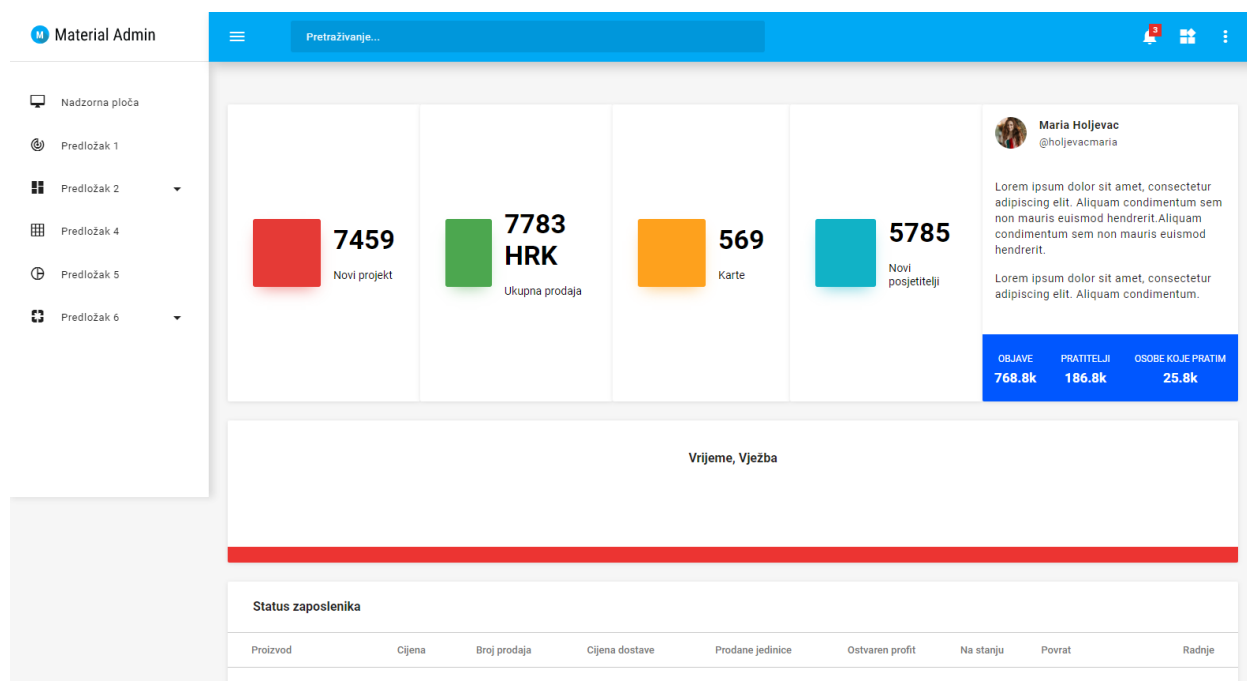 M Material Admin
Pretraživanje...
3
Nadzorna ploča
Predložak 1
Predložak 2
Predložak 4
Predložak 5
Predložak 6
7459
Novi projekt
7783
HRK
Ukupna prodaja
569
Karte
5785
Novi
posjetitelji
Maria Holjevac
@holjevacmaria
Lorem ipsum dolor sit amet, consectetur
adipiscing elit. Aliquam condimentum sem
non mauris euismod hendrerit.Aliquam
condimentum sem non mauris euismod
hendrerit.
Lorem ipsum dolor sit amet, consectetur
adipiscing elit. Aliquam condimentum.
OBJAVE PRATITELJI OSOBE KOJE PRATIM
768.8k 186.8k 25.8k
Vrijeme, Vježba
Status zaposlenika
Proizvod Cijena Broj prodaja Cijena dostave Prodane jedinice Ostvaren profit Na stanju Povrat Radnje